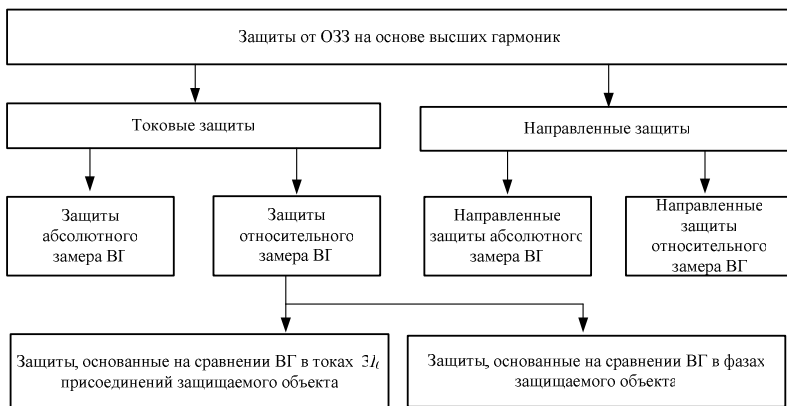 Защиты от ОЗЗ на основе высших гармоник
Токовые защиты
Направленные защиты
Защиты
абсолютного
замера ВГ
Защиты
относительного
замера ВГ
Направленные
защиты абсолютного
замера ВГ
Направленные
защиты
относительного
замера ВГ
Защиты, основанные на сравнении ВГ в токах 3I0
присоединений защищаемого объекта
Защиты, основанные на сравнении ВГ в фазах
защищаемого объекта